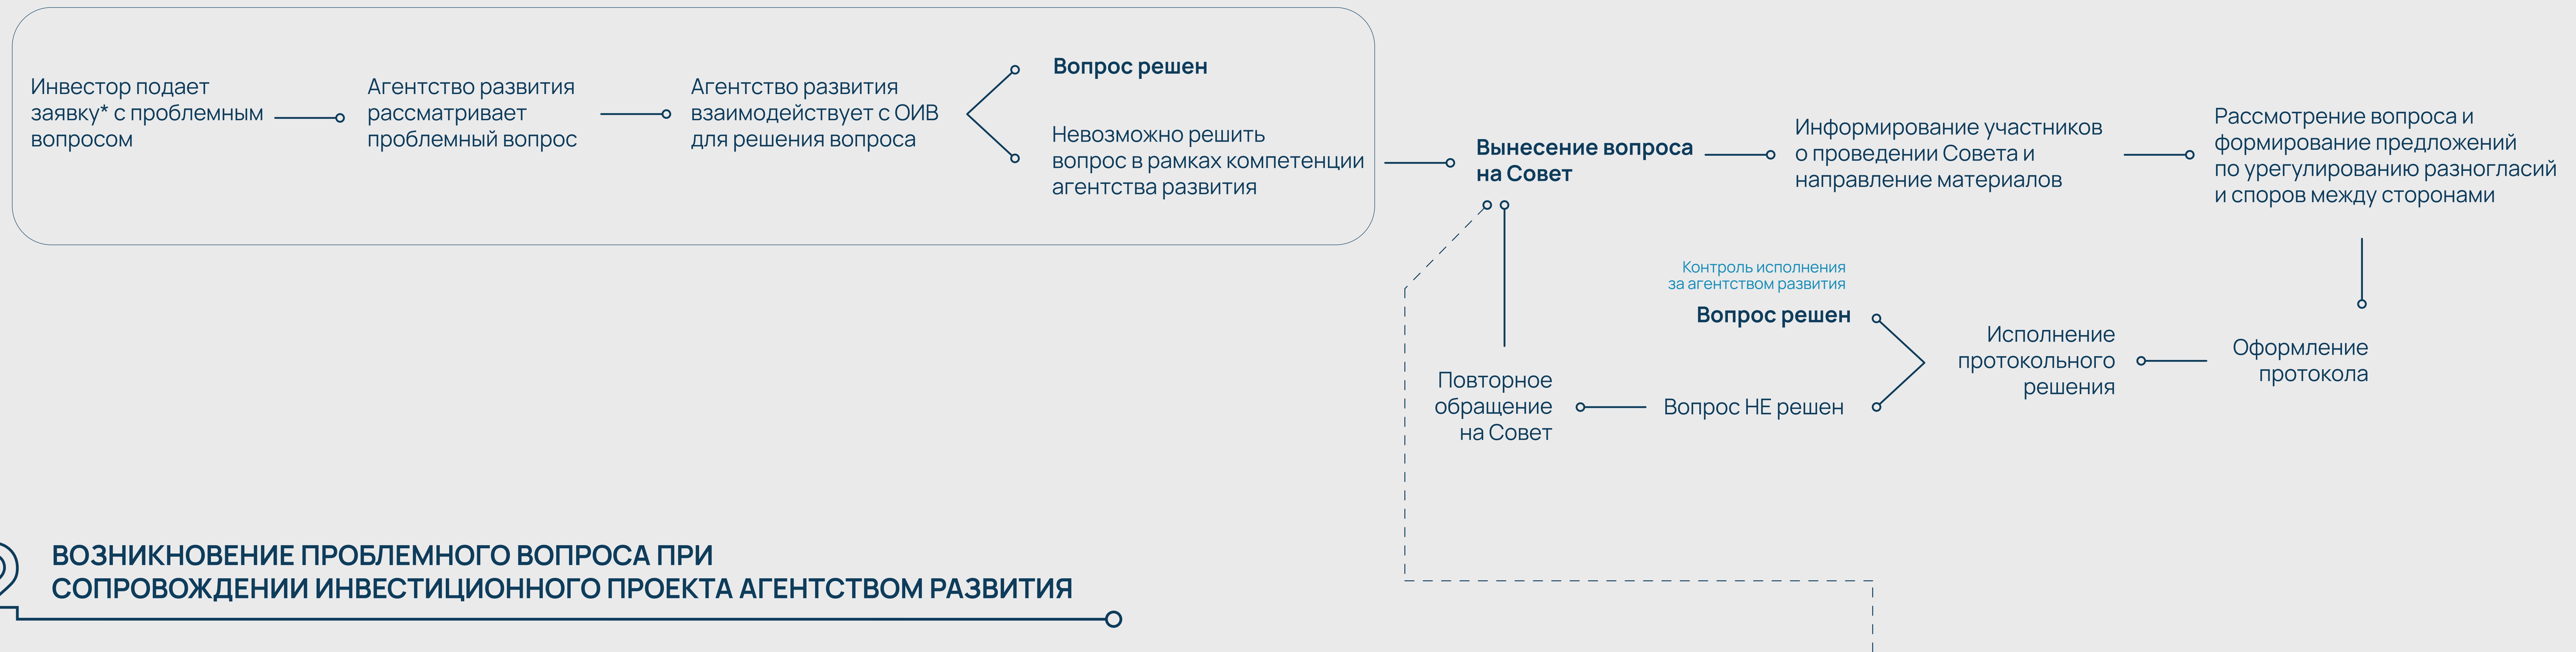 Инвестор подает
заявку* с проблемным
вопросом
Агентство развития
рассматривает
проблемный вопрос
Агентство развития
взаимодействует с ОИВ
для решения вопроса
Вопрос решен
Невозможно решить
вопрос в рамках компетенции
агентства развития
Вынесение вопроса
на Совет
Информирование участников
о проведении Совета и
направление материалов
Рассмотрение вопроса и
формирование предложений
по урегулированию разногласий
и споров между сторонами
Оформление
протокола
Исполнение
протокольного
решения
Контроль исполнения
за агентством развития
Вопрос решен
Вопрос НЕ решен
Повторное
обращение
на Совет
2
ВОЗНИКНОВЕНИЕ ПРОБЛЕМНОГО ВОПРОСА ПРИ
СОПРОВОЖДЕНИИ ИНВЕСТИЦИОННОГО ПРОЕКТА АГЕНТСТВОМ РАЗВИТИЯ